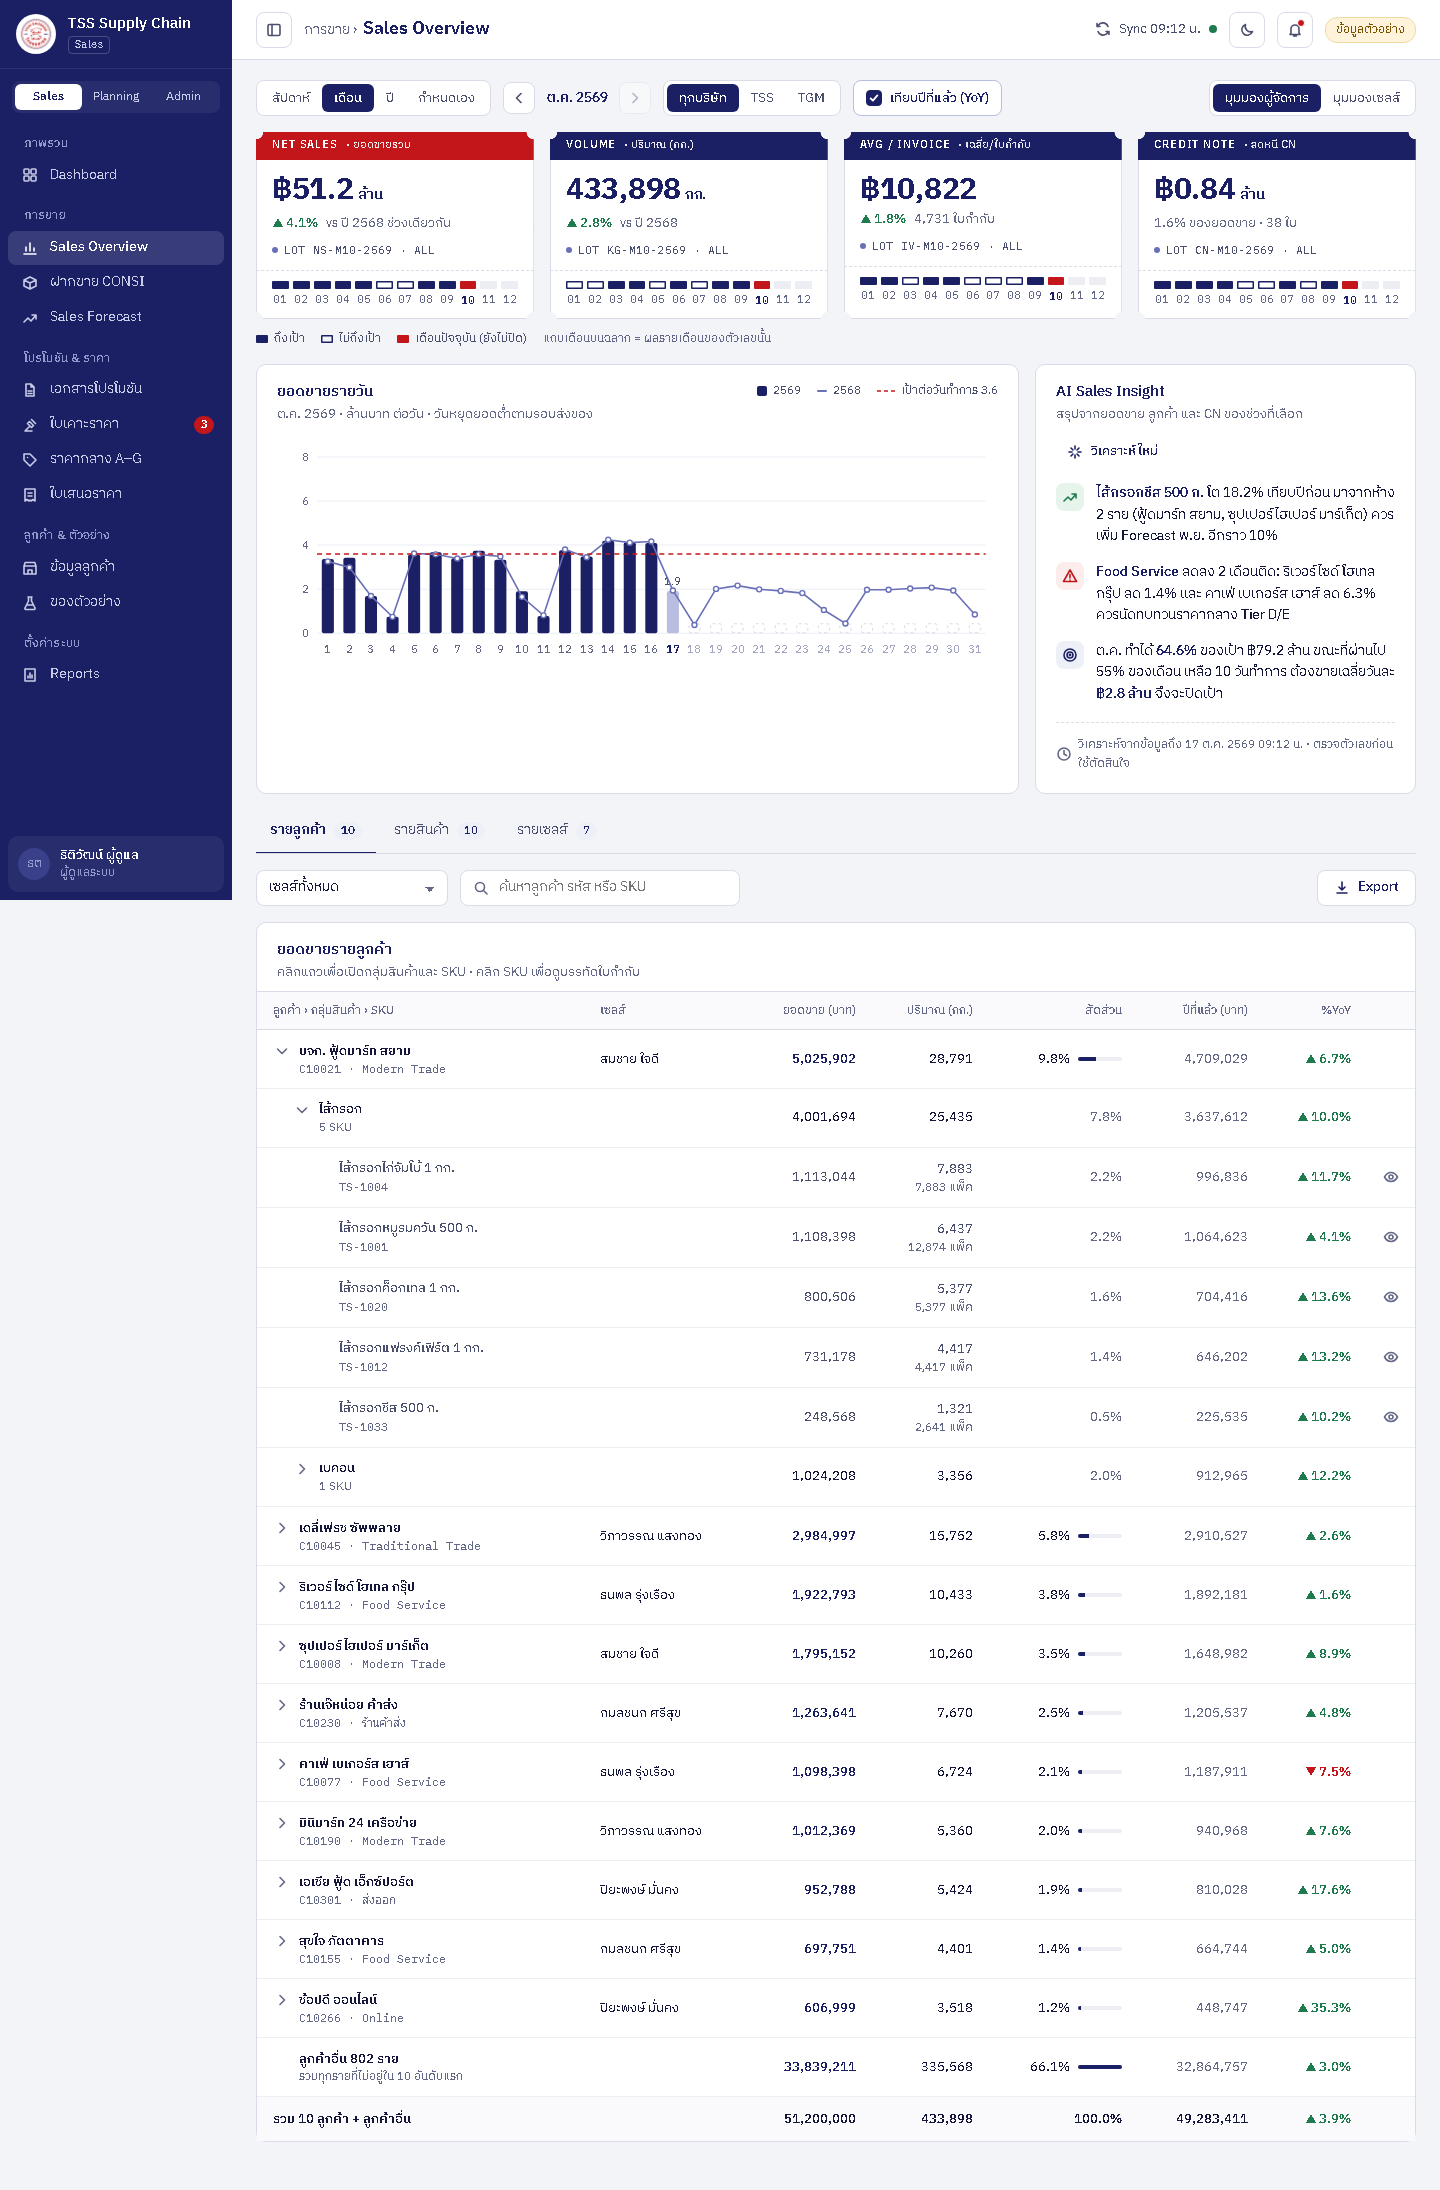 TSS Supply Chain
Sales
Sales Planning Admin
ภาพรวม
Dashboard
การขาย
Sales Overview
ฝากขาย CONSI
Sales Forecast
โปรโมชัน & ราคา
เอกสารโปรโมชัน
ใบเคาะราคา 3
ราคากลาง A–G
ใบเสนอราคา
ลูกค้า & ตัวอย่าง
ข้อมูลลูกค้า
ของตัวอย่าง
ตั้งค่าระบบ
Reports
ธต
ธิติวัฒน์ ผู้ดูแล
ผู้ดูแลระบบ
การขาย › Sales Overview
Sync 09:12 น.
ข้อมูลตัวอย่าง
สัปดาห์ เดือน ปี กำหนดเอง
ต.ค. 2569
ทุกบริษัท TSS TGM
เทียบปีที่แล้ว (YoY)
มุมมองผู้จัดการ มุมมองเซลส์
NET SALES · ยอดขายรวม
฿51.2 ล้าน
▲ 4.1% vs ปี 2568 ช่วงเดียวกัน
LOT NS-M10-2569 · ALL
01 02 03 04 05 06 07 08 09 10 11 12
VOLUME · ปริมาณ (กก.)
433,898 กก.
▲ 2.8% vs ปี 2568
LOT KG-M10-2569 · ALL
01 02 03 04 05 06 07 08 09 10 11 12
AVG / INVOICE · เฉลี่ย/ใบกำกับ
฿10,822
▲ 1.8% 4,731 ใบกำกับ
LOT IV-M10-2569 · ALL
01 02 03 04 05 06 07 08 09 10 11 12
CREDIT NOTE · ลดหนี้ CN
฿0.84 ล้าน
1.6% ของยอดขาย · 38 ใบ
LOT CN-M10-2569 · ALL
01 02 03 04 05 06 07 08 09 10 11 12
ถึงเป้า ไม่ถึงเป้า เดือนปัจจุบัน (ยังไม่ปิด) แถบเดือนบนฉลาก = ผลรายเดือนของตัวเลขนั้น
ยอดขายรายวัน
ต.ค. 2569 · ล้านบาท ต่อวัน · วันหยุดยอดต่ำตามรอบส่งของ
2569 2568 เป้าต่อวันทำการ 3.6
8
6
4
2
0
1.9
1 2 3 4 5 6 7 8 9 10 11 12 13 14 15 16 17 18 19 20 21 22 23 24 25 26 27 28 29 30 31
AI Sales Insight
สรุปจากยอดขาย ลูกค้า และ CN ของช่วงที่เลือก
วิเคราะห์ใหม่
ไส้กรอกชีส 500 ก. โต 18.2% เทียบปีก่อน มาจากห้าง
2 ราย (ฟู้ดมาร์ท สยาม, ซุปเปอร์ไฮเปอร์ มาร์เก็ต) ควร
เพิ่ม Forecast พ.ย. อีกราว 10%
Food Service ลดลง 2 เดือนติด: ริเวอร์ไซด์ โฮเทล
กรุ๊ป ลด 1.4% และ คาเฟ่ เบเกอร์ส เฮาส์ ลด 6.3%
ควรนัดทบทวนราคากลาง Tier D/E
ต.ค. ทำได้ 64.6% ของเป้า ฿79.2 ล้าน ขณะที่ผ่านไป
55% ของเดือน เหลือ 10 วันทำการ ต้องขายเฉลี่ยวันละ
฿2.8 ล้าน จึงจะปิดเป้า
วิเคราะห์จากข้อมูลถึง 17 ต.ค. 2569 09:12 น. · ตรวจตัวเลขก่อน
ใช้ตัดสินใจ
รายลูกค้า 10 รายสินค้า 10 รายเซลส์ 7
เซลส์ทั้งหมด
ค้นหาลูกค้า รหัส หรือ SKU
Export
ยอดขายรายลูกค้า
คลิกแถวเพื่อเปิดกลุ่มสินค้าและ SKU · คลิก SKU เพื่อดูบรรทัดใบกำกับ
ลูกค้า › กลุ่มสินค้า › SKU เซลส์ ยอดขาย (บาท) ปริมาณ (กก.) สัดส่วน ปีที่แล้ว (บาท) %YoY
บจก. ฟู้ดมาร์ท สยาม สมชาย ใจดี 5,025,902 28,791 9.8% 4,709,029 ▲ 6.7%
C10021 · Modern Trade
ไส้กรอก 4,001,694 25,435 7.8% 3,637,612 ▲ 10.0%
5 SKU
ไส้กรอกไก่จัมโบ้ 1 กก. 1,113,044 7,883 2.2% 996,836 ▲ 11.7%
TS-1004 7,883 แพ็ค
ไส้กรอกหมูรมควัน 500 ก. 1,108,398 6,437 2.2% 1,064,623 ▲ 4.1%
TS-1001 12,874 แพ็ค
ไส้กรอกค็อกเทล 1 กก. 800,506 5,377 1.6% 704,416 ▲ 13.6%
TS-1020 5,377 แพ็ค
ไส้กรอกแฟรงค์เฟิร์ต 1 กก. 731,178 4,417 1.4% 646,202 ▲ 13.2%
TS-1012 4,417 แพ็ค
ไส้กรอกชีส 500 ก. 248,568 1,321 0.5% 225,535 ▲ 10.2%
TS-1033 2,641 แพ็ค
เบคอน 1,024,208 3,356 2.0% 912,965 ▲ 12.2%
1 SKU
เดลี่เฟรช ซัพพลาย วิภาวรรณ แสงทอง 2,984,997 15,752 5.8% 2,910,527 ▲ 2.6%
C10045 · Traditional Trade
ริเวอร์ไซด์ โฮเทล กรุ๊ป ธนพล รุ่งเรือง 1,922,793 10,433 3.8% 1,892,181 ▲ 1.6%
C10112 · Food Service
ซุปเปอร์ไฮเปอร์ มาร์เก็ต สมชาย ใจดี 1,795,152 10,260 3.5% 1,648,982 ▲ 8.9%
C10008 · Modern Trade
ร้านเจ๊หน่อย ค้าส่ง กมลชนก ศรีสุข 1,263,641 7,670 2.5% 1,205,537 ▲ 4.8%
C10230 · ร้านค้าส่ง
คาเฟ่ เบเกอร์ส เฮาส์ ธนพล รุ่งเรือง 1,098,398 6,724 2.1% 1,187,911 ▼ 7.5%
C10077 · Food Service
มินิมาร์ท 24 เครือข่าย วิภาวรรณ แสงทอง 1,012,369 5,360 2.0% 940,968 ▲ 7.6%
C10190 · Modern Trade
เอเชีย ฟู้ด เอ็กซ์ปอร์ต ปิยะพงษ์ มั่นคง 952,788 5,424 1.9% 810,028 ▲ 17.6%
C10301 · ส่งออก
สุขใจ ภัตตาคาร กมลชนก ศรีสุข 697,751 4,401 1.4% 664,744 ▲ 5.0%
C10155 · Food Service
ช้อปดี ออนไลน์ ปิยะพงษ์ มั่นคง 606,999 3,518 1.2% 448,747 ▲ 35.3%
C10266 · Online
ลูกค้าอื่น 802 ราย 33,839,211 335,568 66.1% 32,864,757 ▲ 3.0%
รวมทุกรายที่ไม่อยู่ใน 10 อันดับแรก
รวม 10 ลูกค้า + ลูกค้าอื่น 51,200,000 433,898 100.0% 49,283,411 ▲ 3.9%